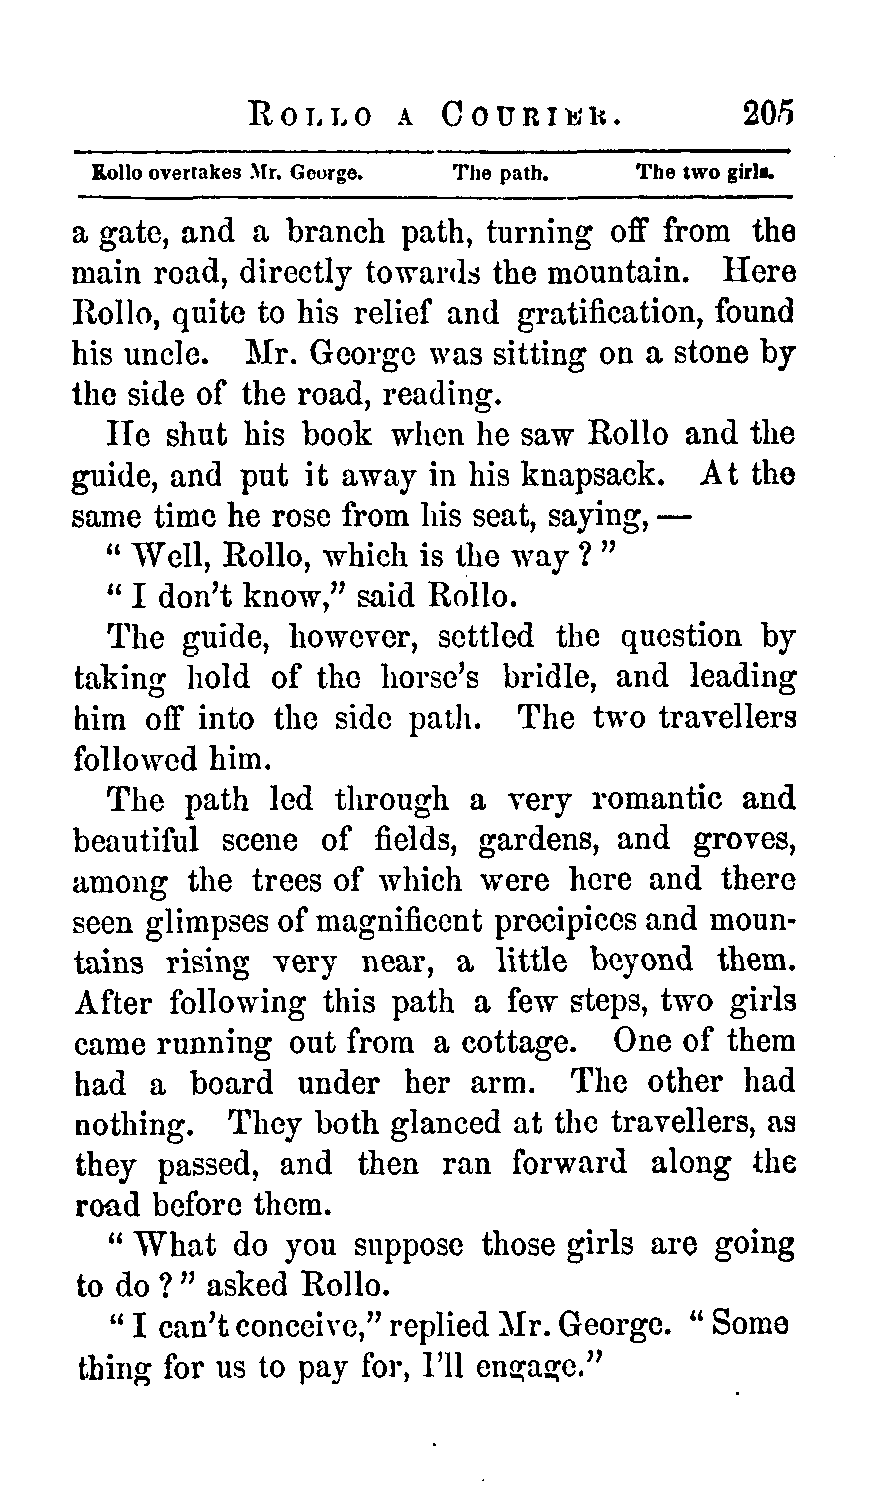 ROLLO A COURIER. 205
Rollo overtakes Mr. George. The path. The two girls.
a gate, and a branch path, turning off from the
main road, directly towards the mountain. Here
Rollo, quite to his relief and gratification, found
his uncle. Mr. George was sitting on a stone by
the side of the road, reading.
He shut his book when he saw Rollo and the
guide, and put it away in his knapsack. At the
same time he rose from his seat, saying, —
“ Well, Rollo, which is the way ? ”
“ I don’t know,” said Rollo.
The guide, however, settled the question by
taking hold of the horse’s bridle, and leading
him off into the side path. The two travellers
followed him.
The path led through a very romantic and
beautiful scene of fields, gardens, and groves,
among the trees of which were here and there
seen glimpses of magnificent precipices and moun-
tains rising very near, a little beyond them.
After following this path a few steps, two girls
came running out from a cottage. One of them
had a board under her arm. The other had
nothing. They both glanced at the travellers, as
they passed, and then ran forward along the
road before them.
“ What do you suppose those girls are going
to do ? ” asked Rollo.
“ I can’t conceive,” replied Mr. George. “ Some
thing for us to pay for, I’ll engage.”